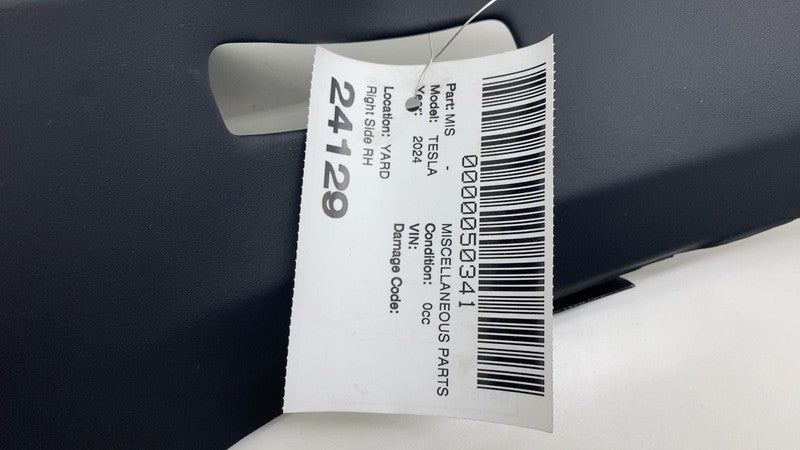 0000050341
Part: MIS - MISCELLANEOUS PARTS
Model: TESLA Condition: 0cc
Year: 2024 VIN:
Damage Code:
Location: YARD
Right Side RH
24129